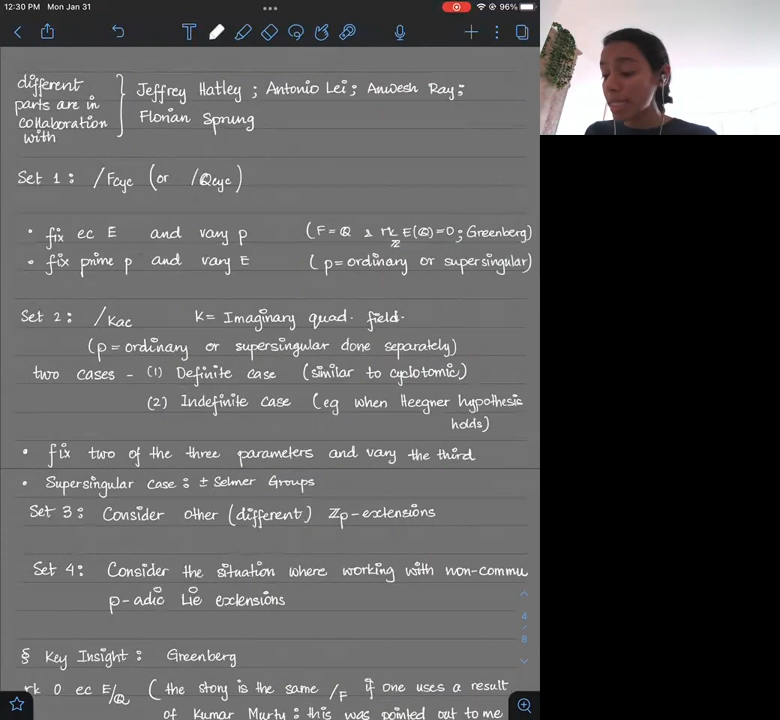 12:30 PM Mon Jan 31
96%
different parts are in collaboration with } Jeffrey Hatley ; Antonio Lei ; Anwesh Ray ;
Florian Sprung
Set 1 : /Fcyc (or /Qcyc)
• fix ec E and vary p (F = Q & rk_Z E(Q) = 0 ; Greenberg)
• fix prime p and vary E (p = ordinary or supersingular)
Set 2 : /Kac K = Imaginary quad. field.
(p = ordinary or supersingular done separately)
two cases - (1) Definite case (similar to cyclotomic)
(2) Indefinite case (eg when Heegner hypothesis
holds)
• fix two of the three parameters and vary the third
• Supersingular case : ± Selmer Groups
Set 3 : Consider other (different) Zp-extensions
Set 4 : Consider the situation where working with non-commu
p-adic Lie extensions
4
/
8
§ Key Insight : Greenberg
rk 0 ec E/Q (the story is the same /F if one uses a result
of Kumar Murty ; this was pointed out to me